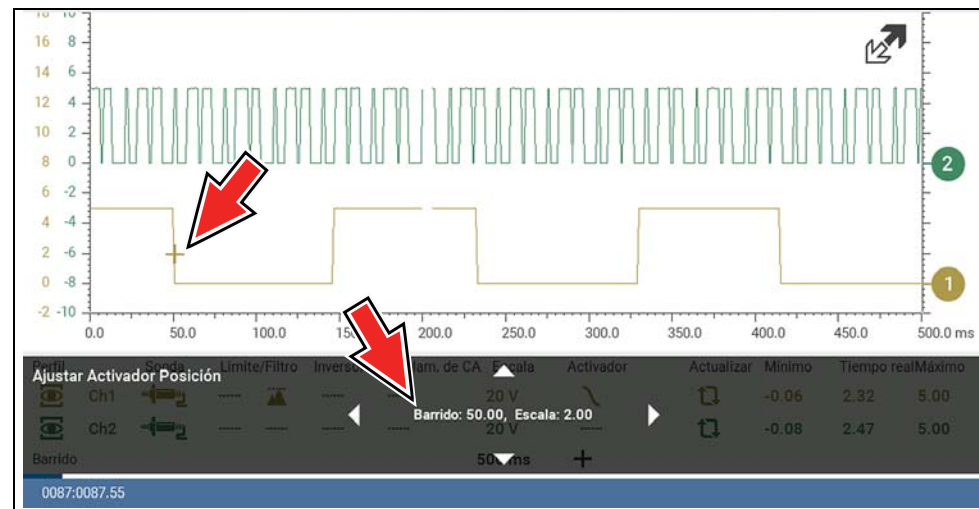 16 8
14 6
12 4
10 2
8 0
6 -2
4 -4
2 -6
0 -8
-2 -10
2
1
0.0 50.0 100.0 200.0 250.0 300.0 350.0 400.0 450.0 500.0 ms
Perfil Sonda Límite/Filtro Escala Activador Actualizar Mínimo Tiempo real Máximo
Ajustar Activador Posición
Ch1 ----- ----- ----- 20 V -0.06 2.32 5.00
Barrido: 50.00, Escala: 2.00
Ch2 ----- ----- ----- ----- 20 V ----- -0.08 2.47 5.00
Barrido 500 ms
0087:0087.55